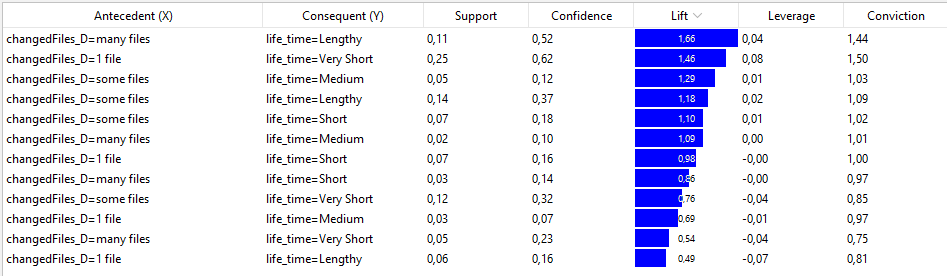 Antecedent (X) Consequent (Y) Support Confidence Lift Leverage Conviction
changedFiles_D=many files life_time=Lengthy 0,11 0,52 1,66 0,04 1,44
changedFiles_D=1 file life_time=Very Short 0,25 0,62 1,46 0,08 1,50
changedFiles_D=some files life_time=Medium 0,05 0,12 1,29 0,01 1,03
changedFiles_D=some files life_time=Lengthy 0,14 0,37 1,18 0,02 1,09
changedFiles_D=some files life_time=Short 0,07 0,18 1,10 0,01 1,02
changedFiles_D=many files life_time=Medium 0,02 0,10 1,09 0,00 1,01
changedFiles_D=1 file life_time=Short 0,07 0,16 0,98 -0,00 1,00
changedFiles_D=many files life_time=Short 0,03 0,14 0,86 -0,00 0,97
changedFiles_D=some files life_time=Very Short 0,12 0,32 0,76 -0,04 0,85
changedFiles_D=1 file life_time=Medium 0,03 0,07 0,69 -0,01 0,97
changedFiles_D=many files life_time=Very Short 0,05 0,23 0,54 -0,04 0,75
changedFiles_D=1 file life_time=Lengthy 0,06 0,16 0,49 -0,07 0,81